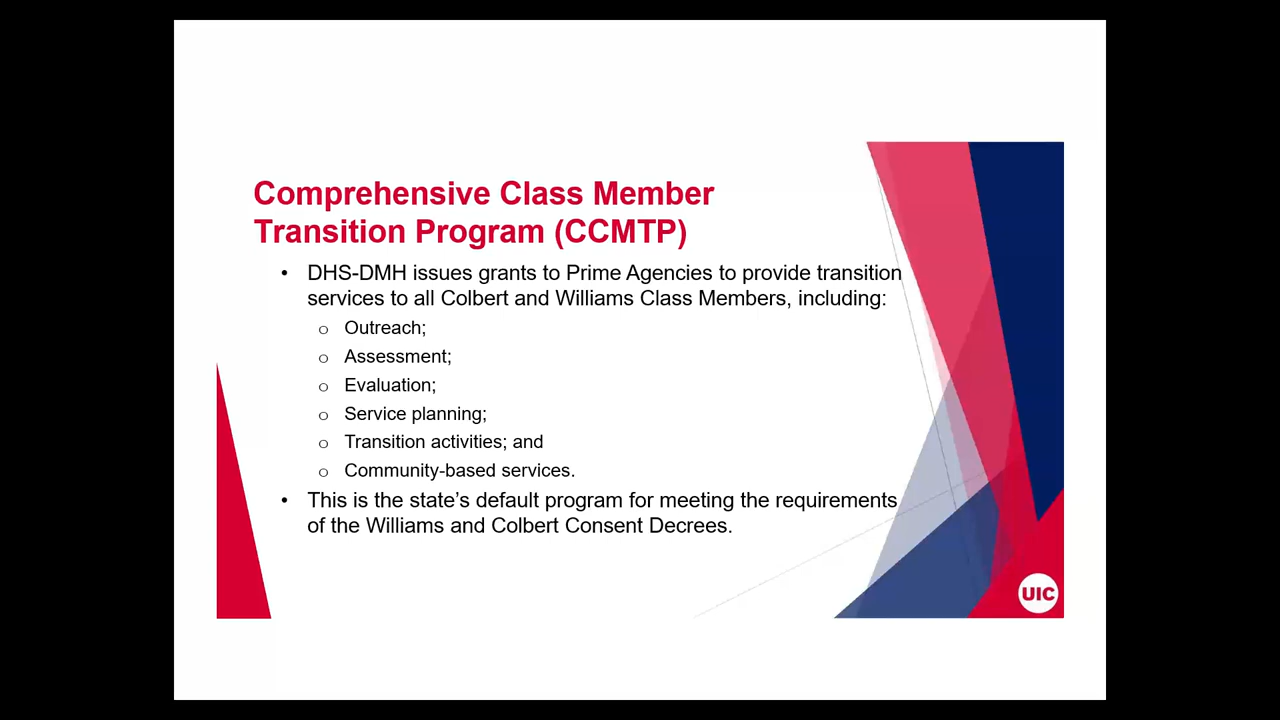 Comprehensive Class Member
Transition Program (CCMTP)
• DHS-DMH issues grants to Prime Agencies to provide transition
services to all Colbert and Williams Class Members, including:
o Outreach;
o Assessment;
o Evaluation;
o Service planning;
o Transition activities; and
o Community-based services.
• This is the state’s default program for meeting the requirements
of the Williams and Colbert Consent Decrees.
UIC